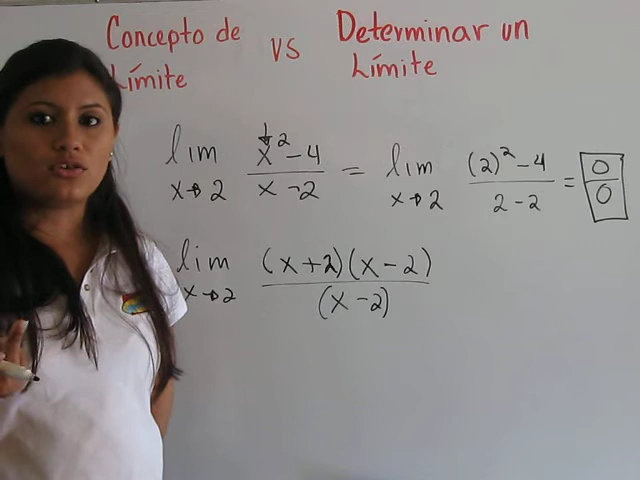 Concepto de Límite vs Determinar un Límite
lim x→2 x² - 4 / x - 2 = lim x→2 (2)² - 4 / 2 - 2 = 0/0
lim x→2 (x+2)(x-2) / (x-2)